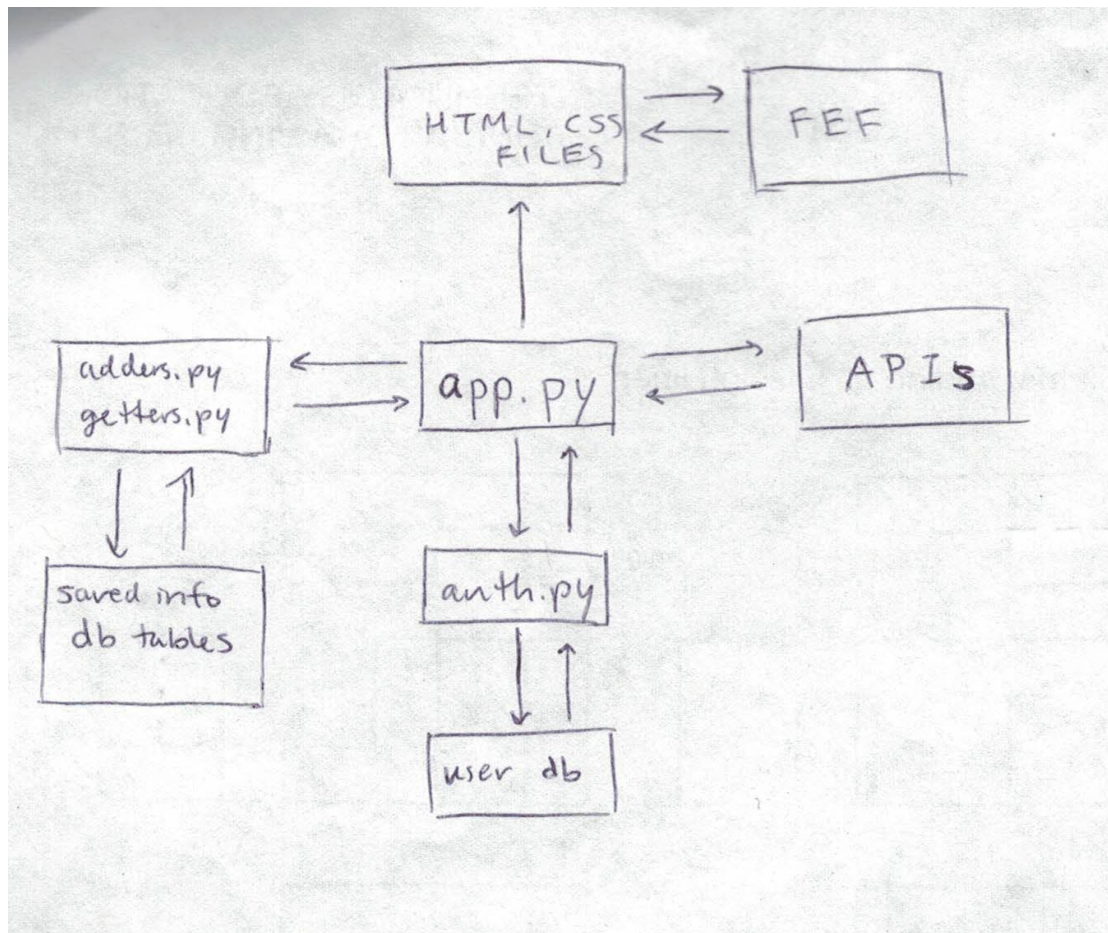 HTML, CSS
FILES
FEF
adders.py
getters.py
app.py
APIs
saved info
db tables
auth.py
user db